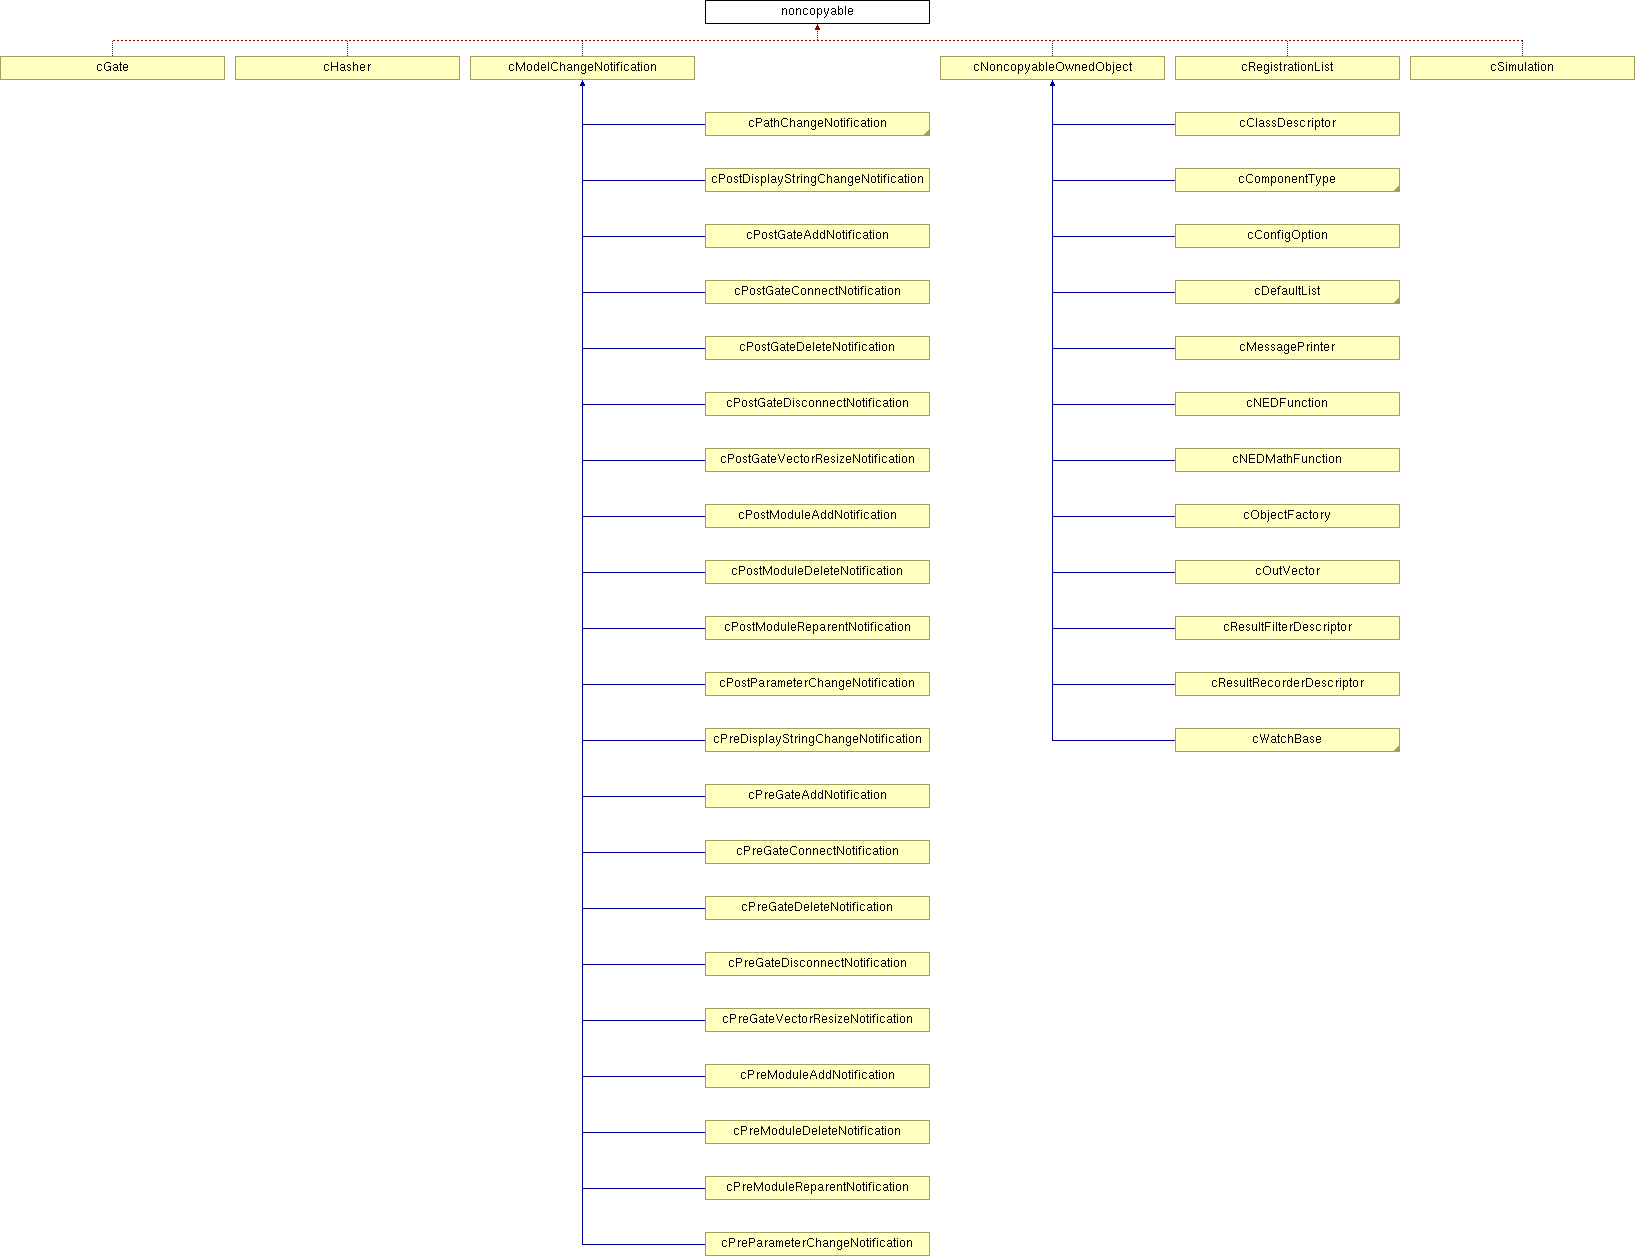 noncopyable
cGate
cHasher
cModelChangeNotification
cNoncopyableOwnedObject
cRegistrationList
cSimulation
cPathChangeNotification
cPostDisplayStringChangeNotification
cPostGateAddNotification
cPostGateConnectNotification
cPostGateDeleteNotification
cPostGateDisconnectNotification
cPostGateVectorResizeNotification
cPostModuleAddNotification
cPostModuleDeleteNotification
cPostModuleReparentNotification
cPostParameterChangeNotification
cPreDisplayStringChangeNotification
cPreGateAddNotification
cPreGateConnectNotification
cPreGateDeleteNotification
cPreGateDisconnectNotification
cPreGateVectorResizeNotification
cPreModuleAddNotification
cPreModuleDeleteNotification
cPreModuleReparentNotification
cPreParameterChangeNotification
cClassDescriptor
cComponentType
cConfigOption
cDefaultList
cMessagePrinter
cNEDFunction
cNEDMathFunction
cObjectFactory
cOutVector
cResultFilterDescriptor
cResultRecorderDescriptor
cWatchBase